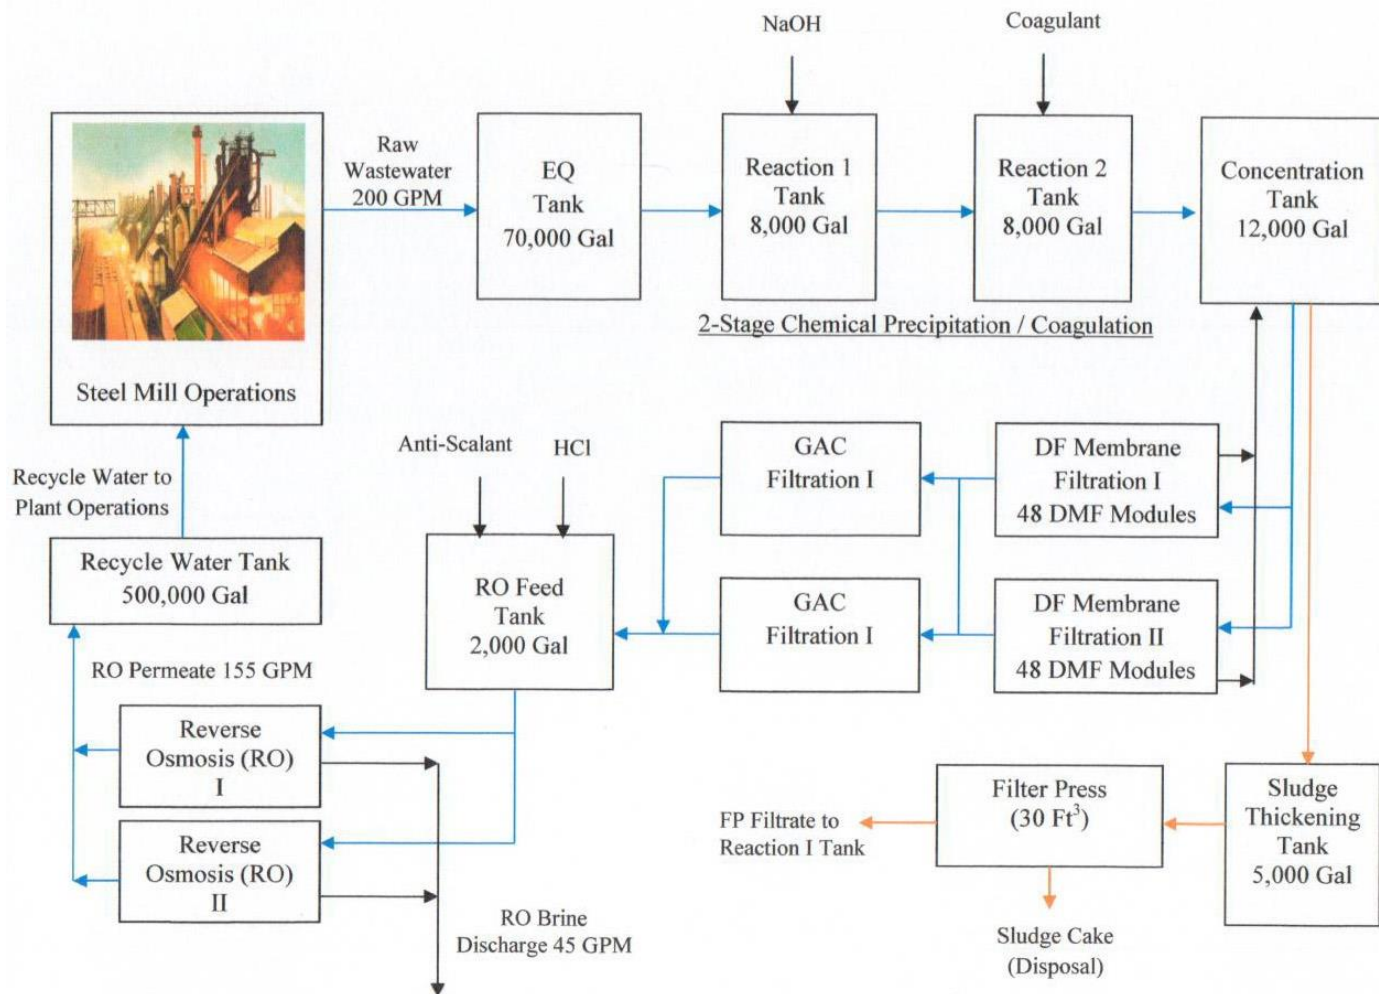 NaOH
Coagulant
Raw
Wastewater
200 GPM
EQ
Tank
70,000 Gal
Reaction 1
Tank
8,000 Gal
Reaction 2
Tank
8,000 Gal
Concentration
Tank
12,000 Gal
2-Stage Chemical Precipitation / Coagulation
Steel Mill Operations
Anti-Scalant
HCl
GAC
Filtration I
DF Membrane
Filtration I
48 DMF Modules
Recycle Water to
Plant Operations
Recycle Water Tank
500,000 Gal
RO Feed
Tank
2,000 Gal
GAC
Filtration I
DF Membrane
Filtration II
48 DMF Modules
RO Permeate 155 GPM
Reverse
Osmosis (RO)
I
Reverse
Osmosis (RO)
II
RO Brine
Discharge 45 GPM
FP Filtrate to
Reaction I Tank
Filter Press
(30 Ft³)
Sludge
Thickening
Tank
5,000 Gal
Sludge Cake
(Disposal)